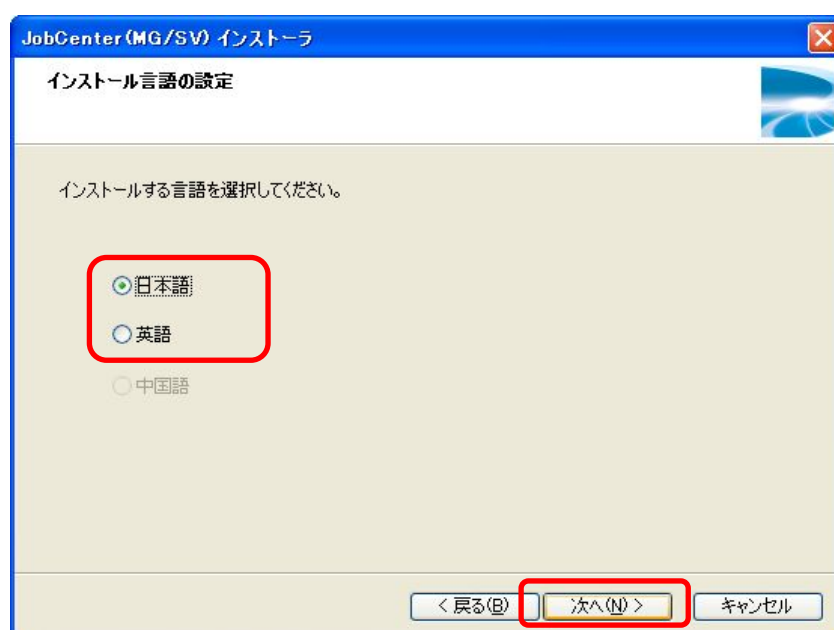 JobCenter(MG/SV) インストーラ
インストール言語の設定
インストールする言語を選択してください。
日本語
英語
中国語
< 戻る(B) 次へ(N) > キャンセル